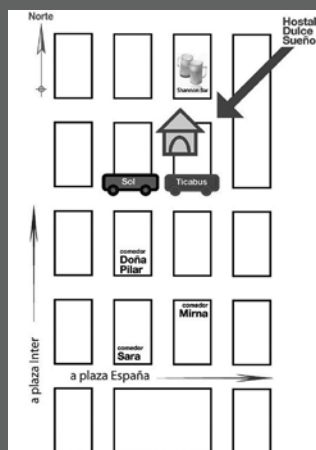 Norte
Hostal
Dulce
Sueño
Shannon Bar
Sol
Ticabus
comedor
Doña
Pilar
comedor
Mirna
comedor
Sara
a plaza España
a plaza Inter